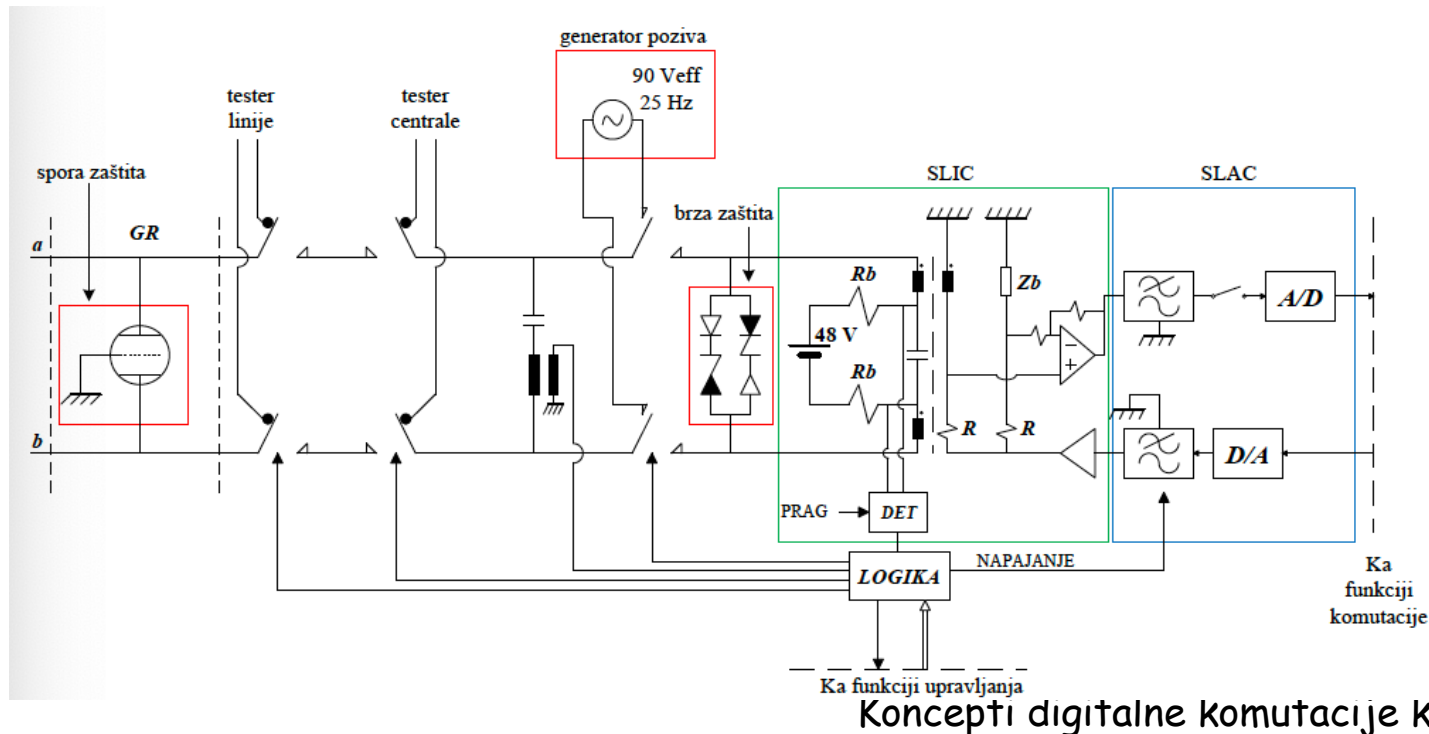 generator poziva
90 Veff
25 Hz
tester
linije
tester
centrale
spora zaštita
SLIC
SLAC
brza zaštita
a
GR
Rb
Zb
48 V
A/D
Rb
b
R
R
D/A
PRAG
DET
LOGIKA
NAPAJANJE
Ka
funkciji
komutacije
Ka funkciji upravljanja
Koncepti digitalne komutacije